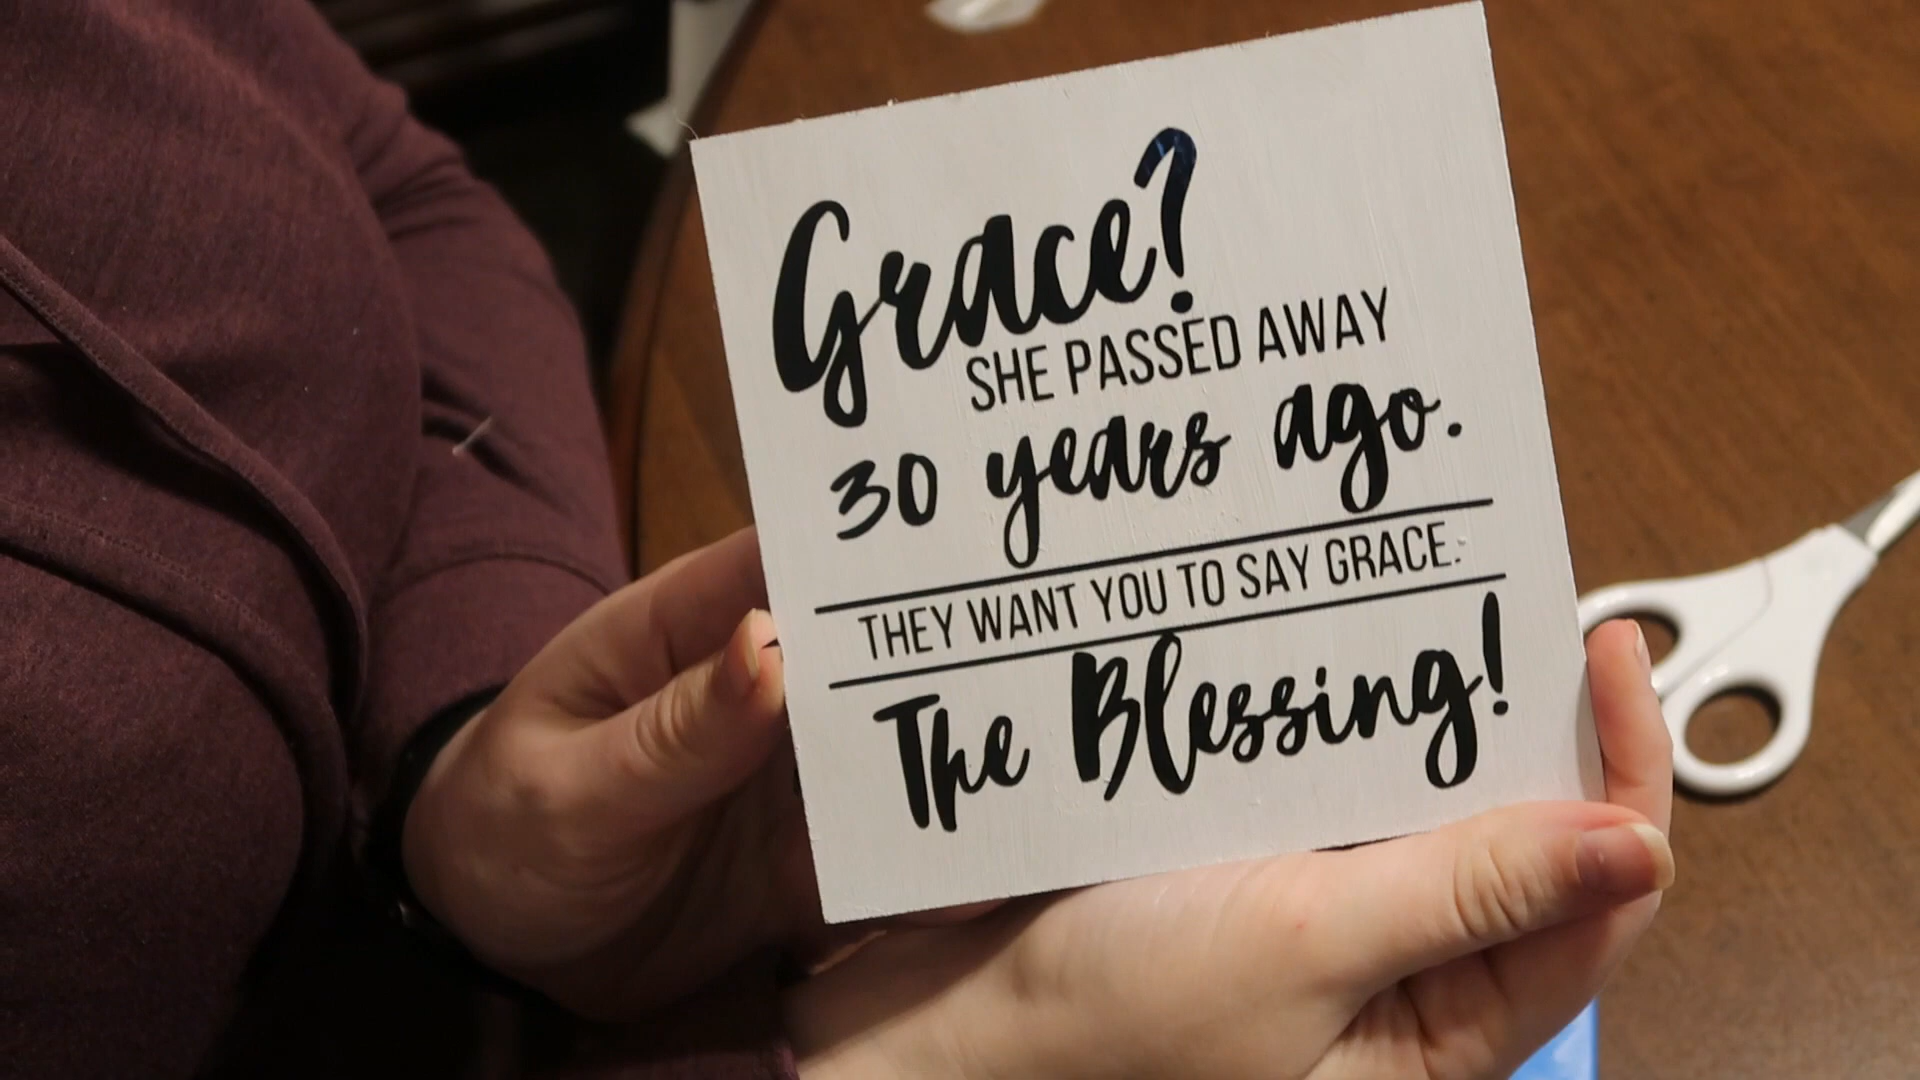 Grace?
SHE PASSED AWAY
30 years ago.
THEY WANT YOU TO SAY GRACE.
The Blessing!